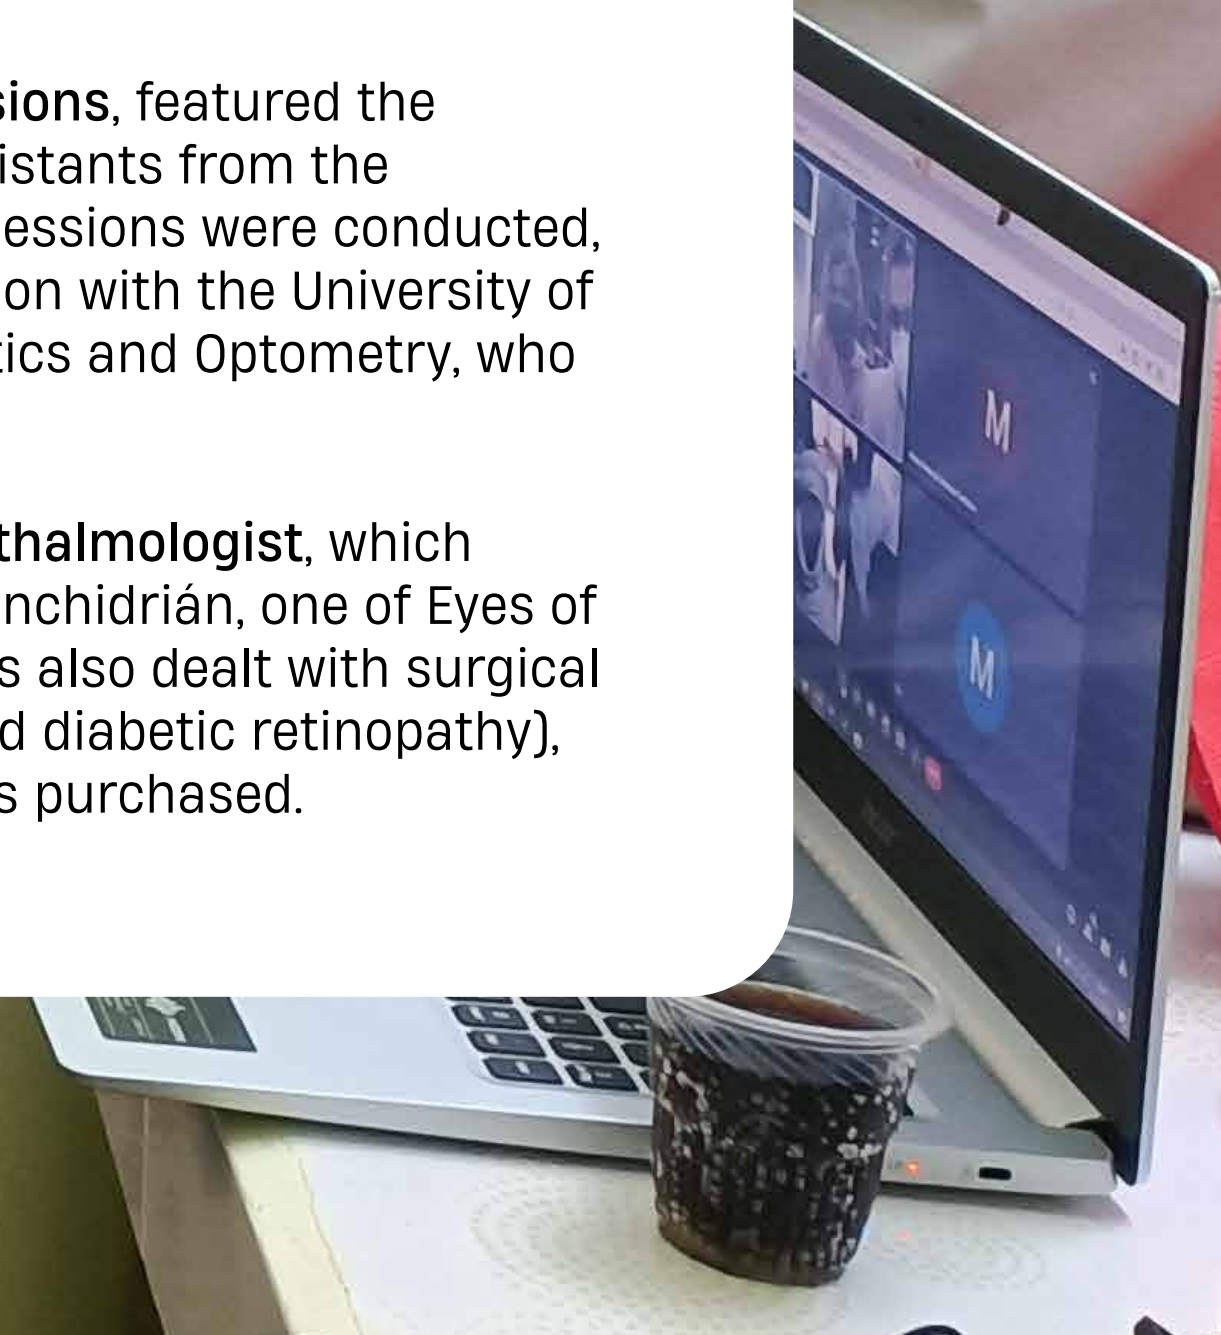 sions, featured the
istants from the
essions were conducted,
on with the University of
tics and Optometry, who
thalmologist, which
nchidrián, one of Eyes of
s also dealt with surgical
d diabetic retinopathy),
s purchased.
M
M